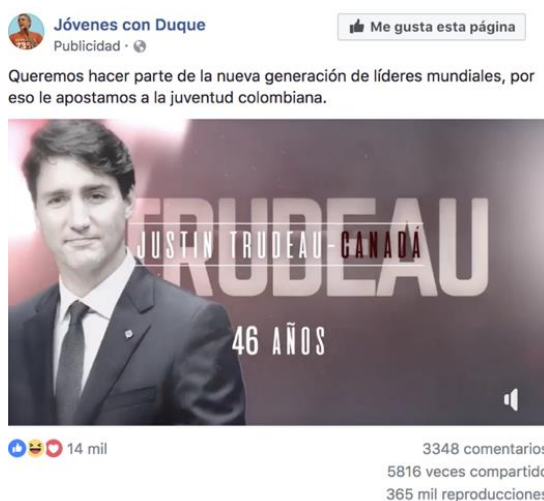 Jóvenes con Duque
Publicidad ·
Me gusta esta página
Queremos hacer parte de la nueva generación de líderes mundiales, por
eso le apostamos a la juventud colombiana.
TRUDEAU
JUSTIN TRUDEAU-CANADÁ
46 AÑOS
14 mil
3348 comentarios
5816 veces compartido
365 mil reproducciones